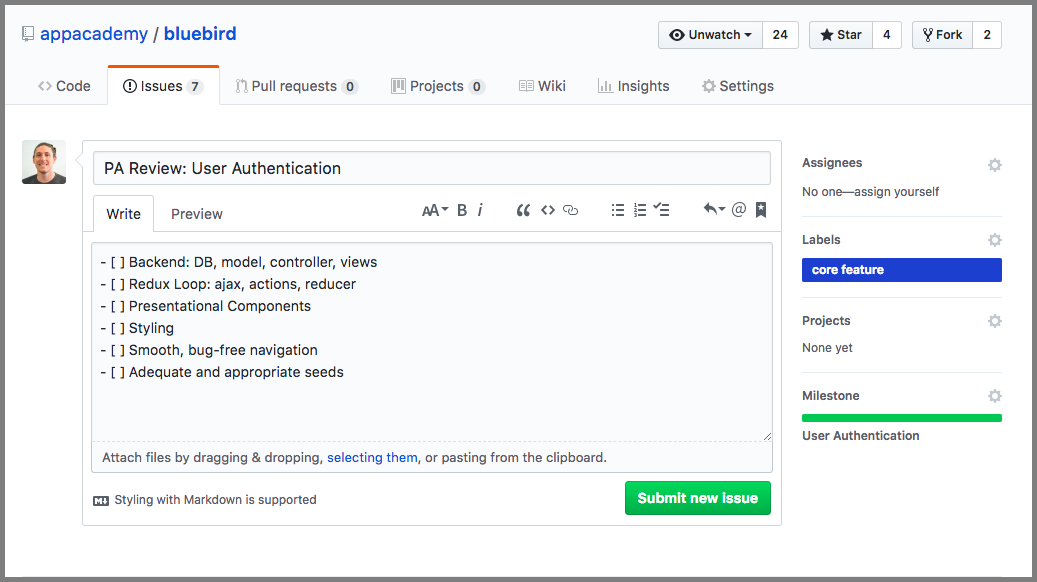 appacademy / bluebird
Unwatch 24 Star 4 Fork 2
Code Issues 7 Pull requests 0 Projects 0 Wiki Insights Settings
PA Review: User Authentication
Write Preview AA B i “ <> @
- [ ] Backend: DB, model, controller, views
- [ ] Redux Loop: ajax, actions, reducer
- [ ] Presentational Components
- [ ] Styling
- [ ] Smooth, bug-free navigation
- [ ] Adequate and appropriate seeds
Attach files by dragging & dropping, selecting them, or pasting from the clipboard.
Styling with Markdown is supported
Submit new issue
Assignees
No one—assign yourself
Labels
core feature
Projects
None yet
Milestone
User Authentication